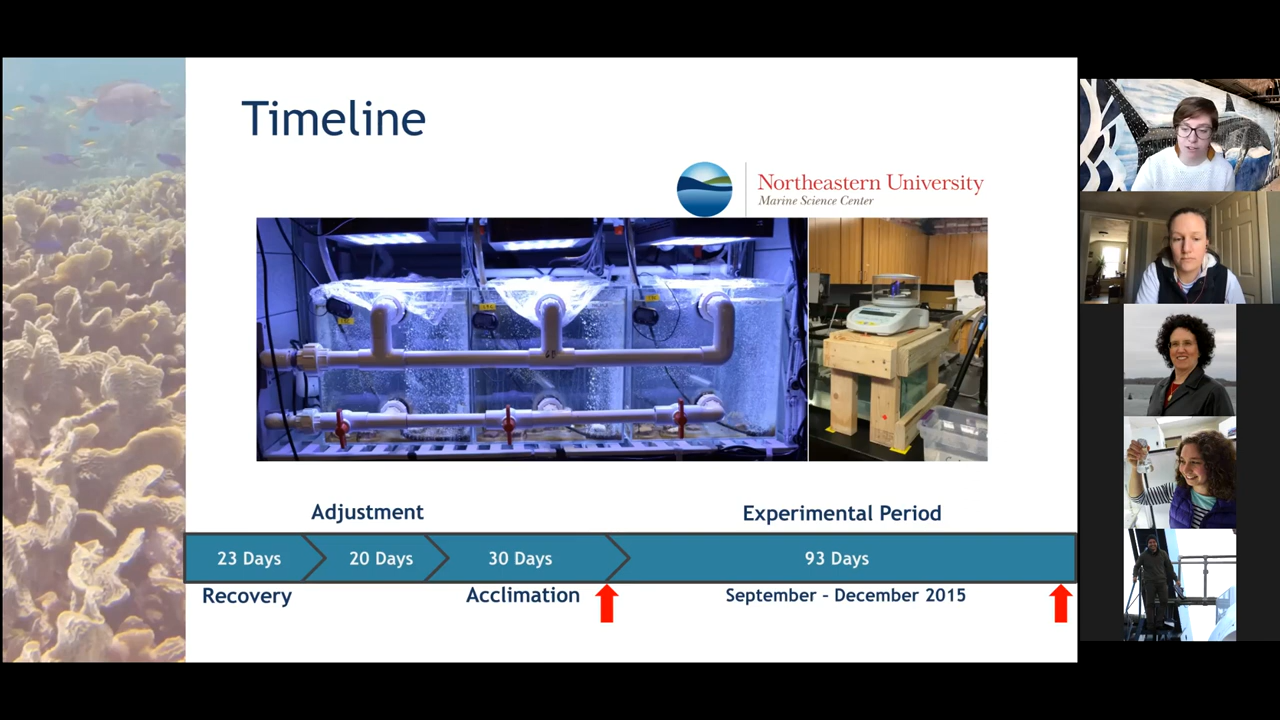 Timeline
Northeastern University
Marine Science Center
Adjustment
Experimental Period
23 Days
20 Days
30 Days
93 Days
Recovery
Acclimation
September - December 2015